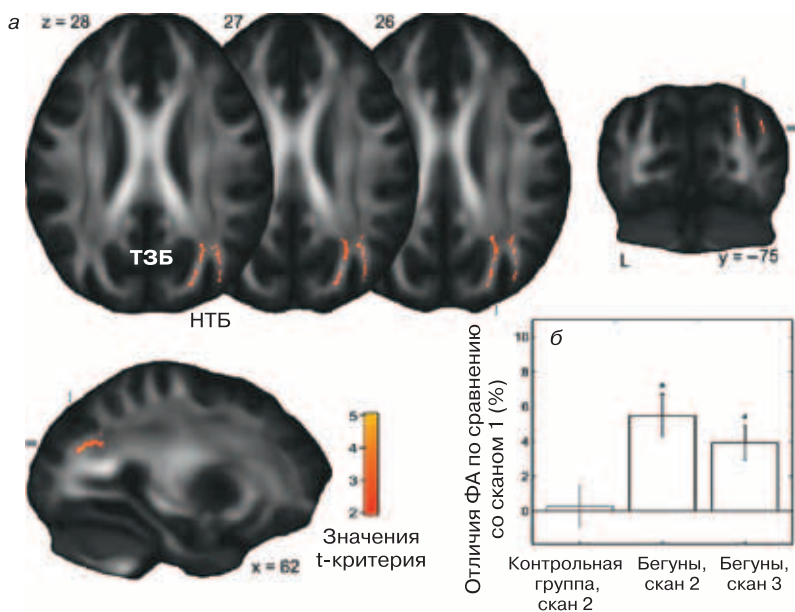 а
z = 28
27
26
ТЗБ
НТБ
L
y = −75
x = 62
5
4
3
2
Значения
t-критерия
б
Отличия ФА по сравнению
со сканом 1 (%)
10
8
6
4
2
0
Контрольная
группа,
скан 2
Бегуны,
скан 2
Бегуны,
скан 3